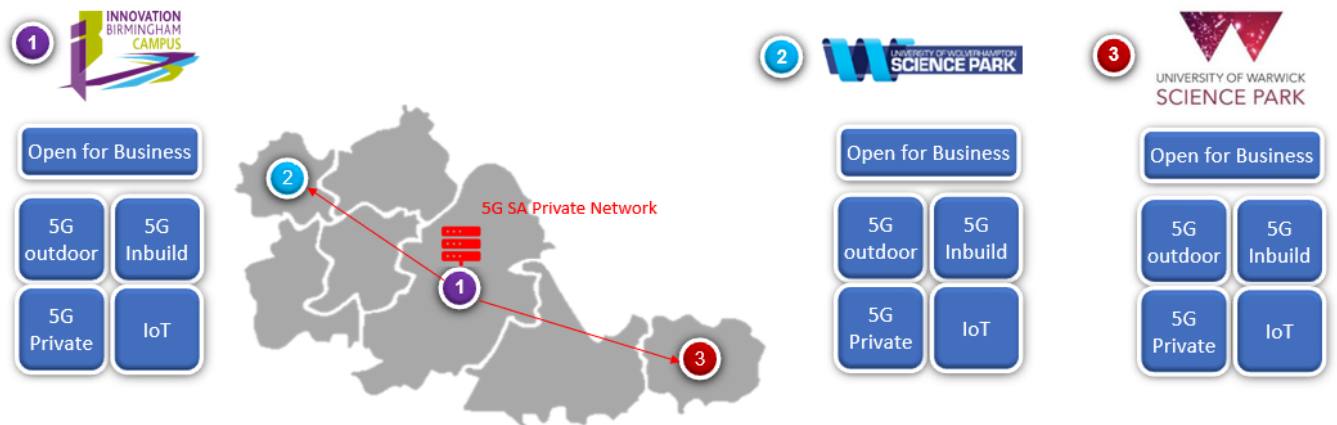 1
INNOVATION
BIRMINGHAM
CAMPUS
Open for Business
5G
outdoor
5G
Inbuild
5G
Private
IoT
2
5G SA Private Network
1
3
2
UNIVERSITY OF WOLVERHAMPTON
SCIENCE PARK
Open for Business
5G
outdoor
5G
Inbuild
5G
Private
IoT
3
UNIVERSITY OF WARWICK
SCIENCE PARK
Open for Business
5G
outdoor
5G
Inbuild
5G
Private
IoT